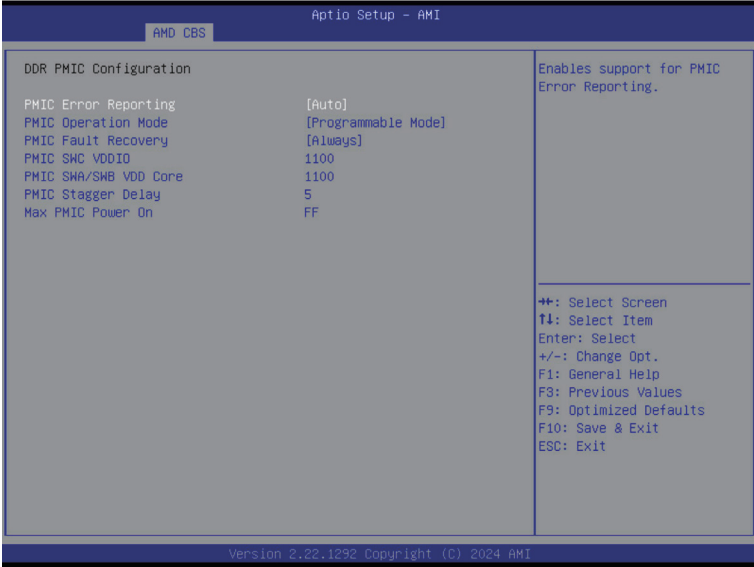 Aptio Setup – AMI
AMD CBS
DDR PMIC Configuration
PMIC Error Reporting [Auto]
PMIC Operation Mode [Programmable Mode]
PMIC Fault Recovery [Always]
PMIC SWC VDDIO 1100
PMIC SWA/SWB VDD Core 1100
PMIC Stagger Delay 5
Max PMIC Power On FF
Enables support for PMIC
Error Reporting.
→←: Select Screen
↑↓: Select Item
Enter: Select
+/-: Change Opt.
F1: General Help
F3: Previous Values
F9: Optimized Defaults
F10: Save & Exit
ESC: Exit
Version 2.22.1292 Copyright (C) 2024 AMI